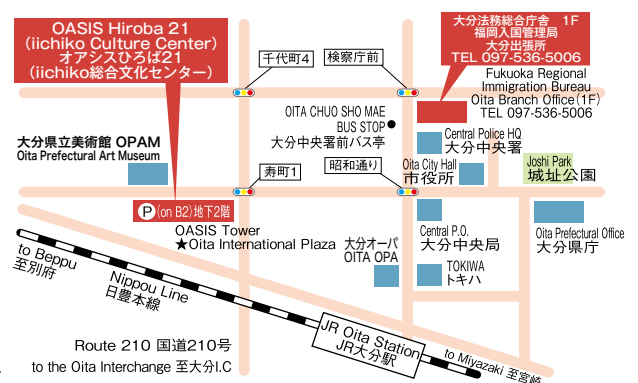 OASIS Hiroba 21
(iichiko Culture Center)
オアシスひろば21
(iichiko総合文化センター)
大分法務総合庁舎 1F
福岡入国管理局
大分出張所
TEL 097-536-5006
千代町4
検察庁前
Fukuoka Regional
Immigration Bureau
Oita Branch Office(1F)
TEL 097-536-5006
OITA CHUO SHO MAE
BUS STOP
大分中央署前バス亭
Central Police HQ
大分中央署
大分県立美術館 OPAM
Oita Prefectural Art Museum
寿町1
昭和通り
Oita City Hall
市役所
Joshi Park
城址公園
P (on B2)地下2階
OASIS Tower
★Oita International Plaza
Central P.O.
大分中央局
Oita Prefectural Office
大分県庁
大分オーパ
OITA OPA
TOKIWA
トキハ
to Beppu
至別府
Nippou Line
日豊本線
JR Oita Station
JR大分駅
to Miyazaki 至宮崎
Route 210 国道210号
to the Oita Interchange 至大分I.C